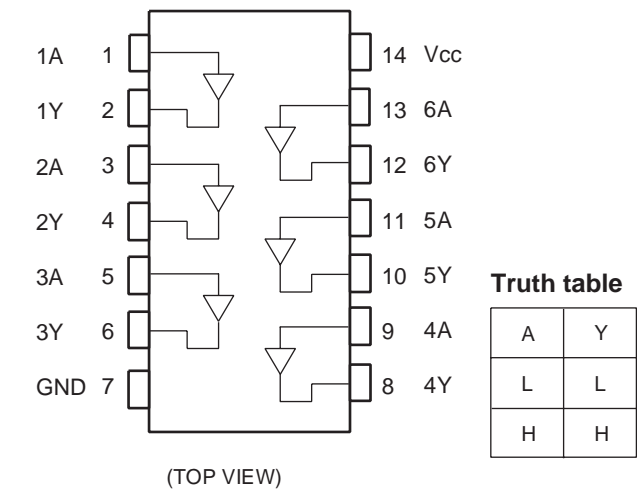 1A 1 14 Vcc
1Y 2 13 6A
2A 3 12 6Y
2Y 4 11 5A
3A 5 10 5Y
3Y 6 9 4A
GND 7 8 4Y
(TOP VIEW)
Truth table
A Y
L L
H H